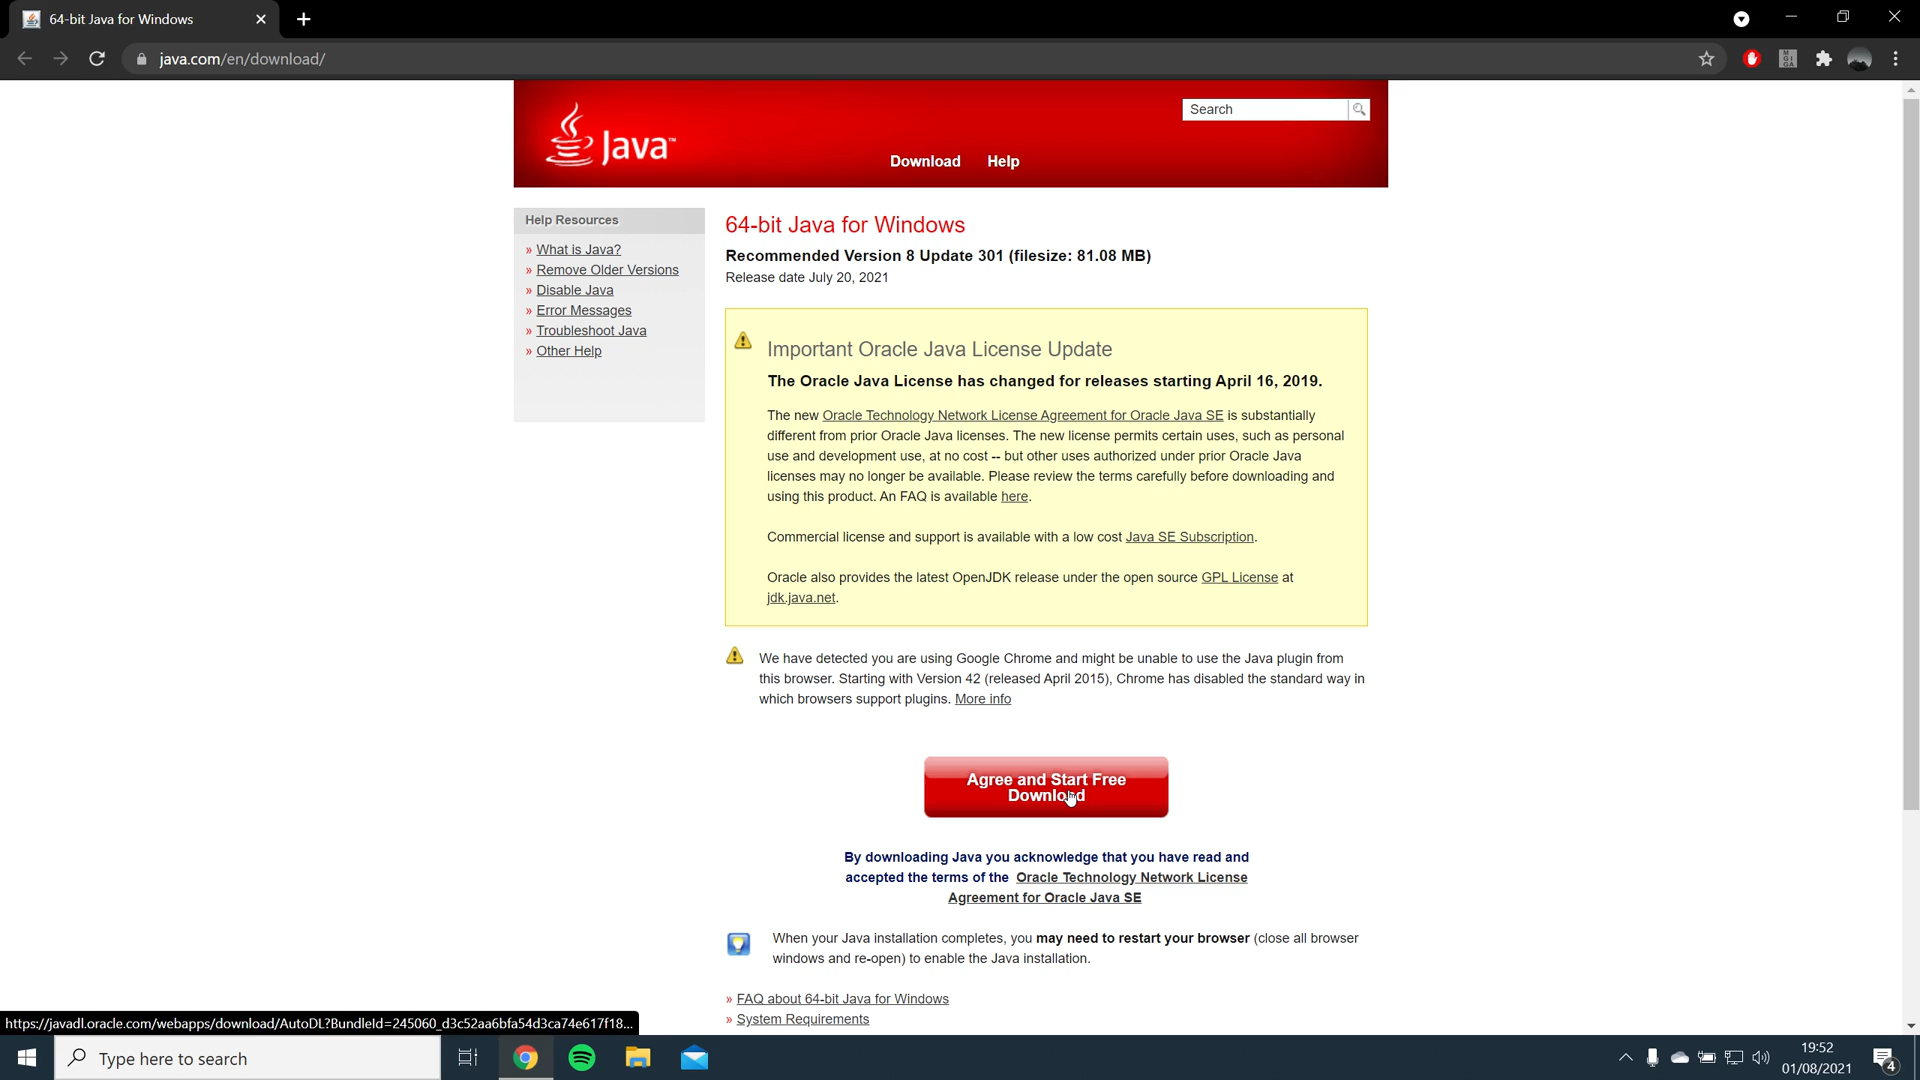 64-bit Java for Windows
java.com/en/download/
Java™
Search
Download Help
Help Resources
» What is Java?
» Remove Older Versions
» Disable Java
» Error Messages
» Troubleshoot Java
» Other Help
64-bit Java for Windows
Recommended Version 8 Update 301 (filesize: 81.08 MB)
Release date July 20, 2021
Important Oracle Java License Update
The Oracle Java License has changed for releases starting April 16, 2019.
The new Oracle Technology Network License Agreement for Oracle Java SE is substantially
different from prior Oracle Java licenses. The new license permits certain uses, such as personal
use and development use, at no cost -- but other uses authorized under prior Oracle Java
licenses may no longer be available. Please review the terms carefully before downloading and
using this product. An FAQ is available here.
Commercial license and support is available with a low cost Java SE Subscription.
Oracle also provides the latest OpenJDK release under the open source GPL License at
jdk.java.net.
We have detected you are using Google Chrome and might be unable to use the Java plugin from
this browser. Starting with Version 42 (released April 2015), Chrome has disabled the standard way in
which browsers support plugins. More info
Agree and Start Free
Download
By downloading Java you acknowledge that you have read and
accepted the terms of the Oracle Technology Network License
Agreement for Oracle Java SE
When your Java installation completes, you may need to restart your browser (close all browser
windows and re-open) to enable the Java installation.
» FAQ about 64-bit Java for Windows
» System Requirements
https://javadl.oracle.com/webapps/download/AutoDL?BundleId=245060_d3c52aa6bfa54d3ca74e617f18...
Type here to search
19:52
01/08/2021
4